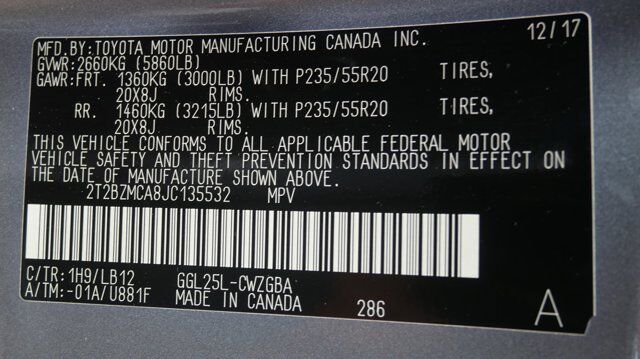 MFD.BY:TOYOTA MOTOR MANUFACTURING CANADA INC. 12/17
GVWR:2660KG (5860LB)
GAWR:FRT. 1360KG (3000LB) WITH P235/55R20 TIRES,
20X8J RIMS.
RR. 1460KG (3215LB) WITH P235/55R20 TIRES,
20X8J RIMS.
THIS VEHICLE CONFORMS TO ALL APPLICABLE FEDERAL MOTOR
VEHICLE SAFETY AND THEFT PREVENTION STANDARDS IN EFFECT ON
THE DATE OF MANUFACTURE SHOWN ABOVE.
2T2BZMCA8JC135532 MPV
C/TR:1H9/LB12 GGL25L-CWZGBA
A/TM:-01A/U881F MADE IN CANADA 286 A